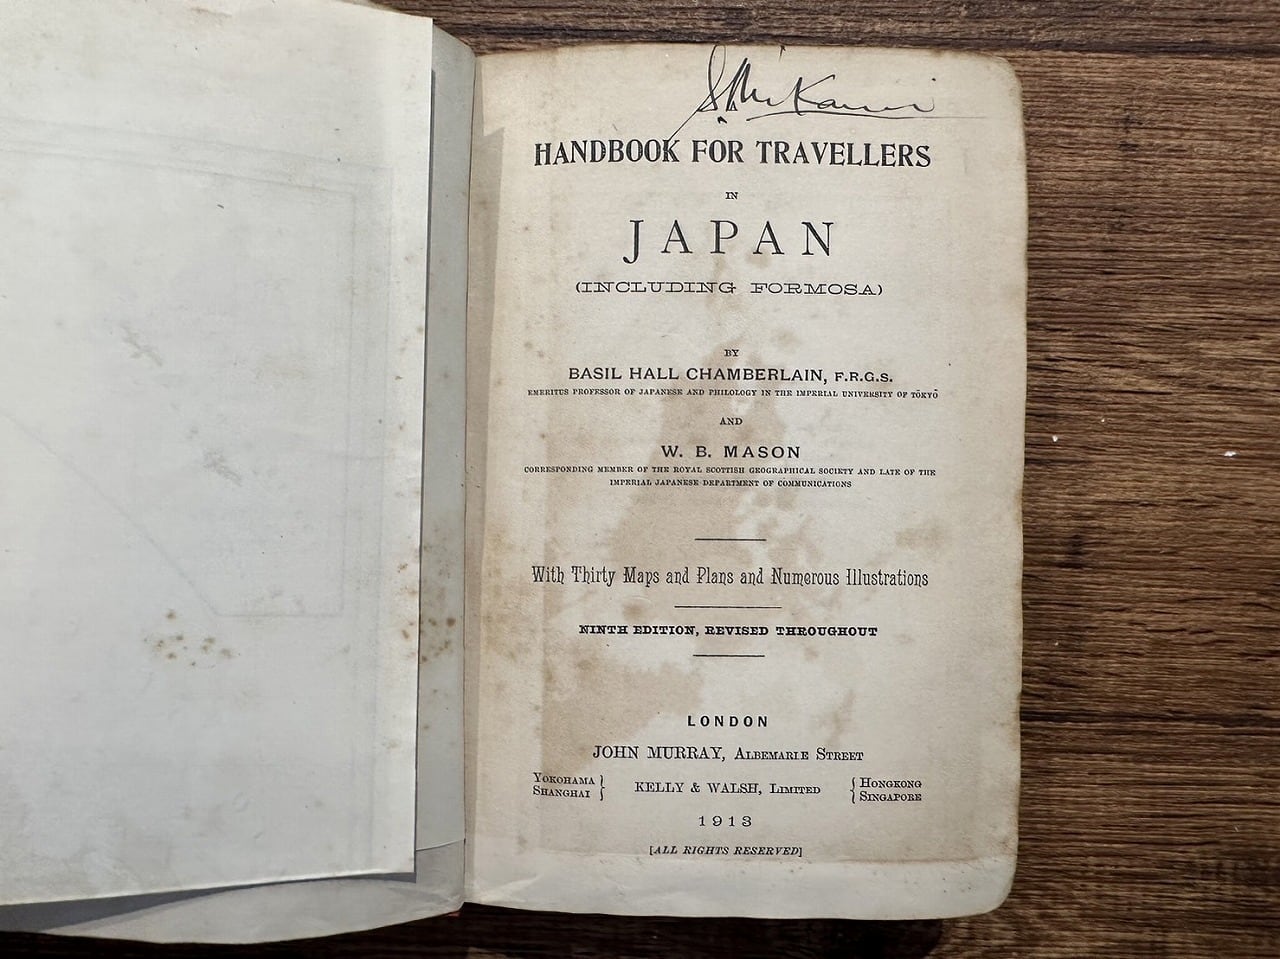 HANDBOOK FOR TRAVELLERS
IN
JAPAN
(INCLUDING FORMOSA)
BY
BASIL HALL CHAMBERLAIN, F.R.G.S.
EMERITUS PROFESSOR OF JAPANESE AND PHILOLOGY IN THE IMPERIAL UNIVERSITY OF TŌKYŌ
AND
W. B. MASON
CORRESPONDING MEMBER OF THE ROYAL SCOTTISH GEOGRAPHICAL SOCIETY AND LATE OF THE
IMPERIAL JAPANESE DEPARTMENT OF COMMUNICATIONS
With Thirty Maps and Plans and Numerous Illustrations
NINTH EDITION, REVISED THROUGHOUT
LONDON
JOHN MURRAY, ALBEMARLE STREET
YOKOHAMA
SHANGHAI } KELLY & WALSH, LIMITED { HONGKONG
SINGAPORE
1913
[ALL RIGHTS RESERVED]